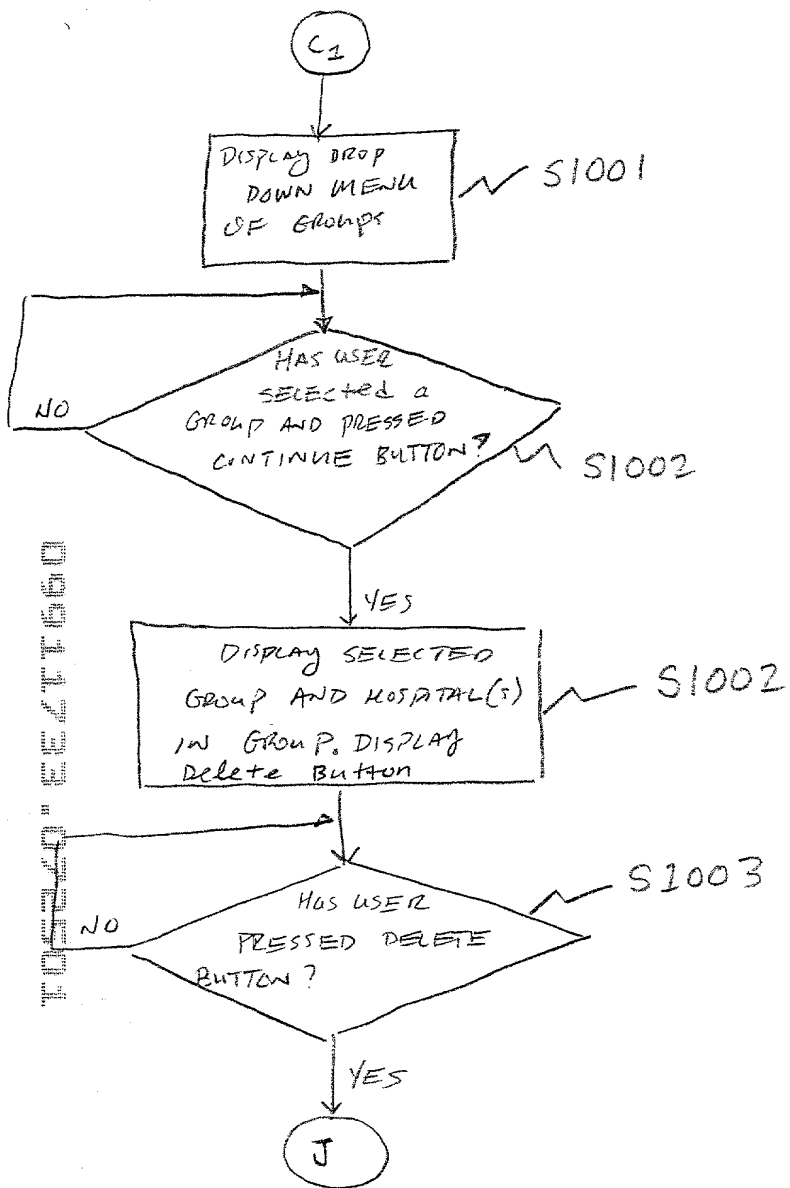 C1
DISPLAY DROP
DOWN MENU
OF GROUPS
S1001
HAS USER
SELECTED a
GROUP AND PRESSED
CONTINUE BUTTON?
NO
S1002
YES
DISPLAY SELECTED
GROUP AND HOSPITAL(s)
IN GROUP. DISPLAY
Delete Button
S1002
HAS USER
PRESSED DELETE
BUTTON?
S1003
NO
YES
J